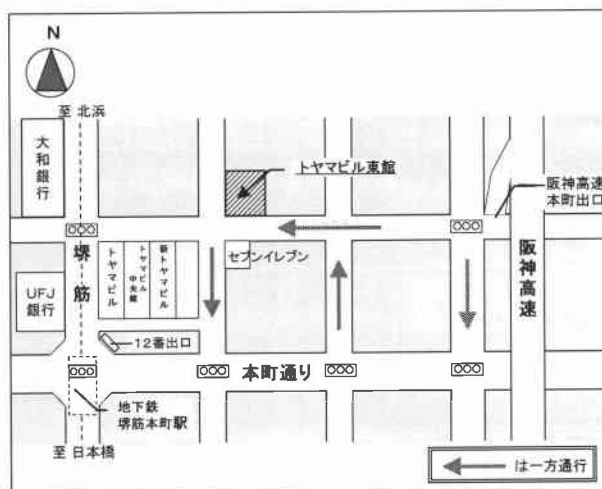 N
至 北浜
大和銀行
トヤマビル東館
阪神高速
本町出口
堺筋
トヤマビル
トヤマビル
中央館
新トヤマビル
セブンイレブン
阪神高速
UFJ
銀行
12番出口
本町通り
地下鉄
堺筋本町駅
至 日本橋
は一方通行